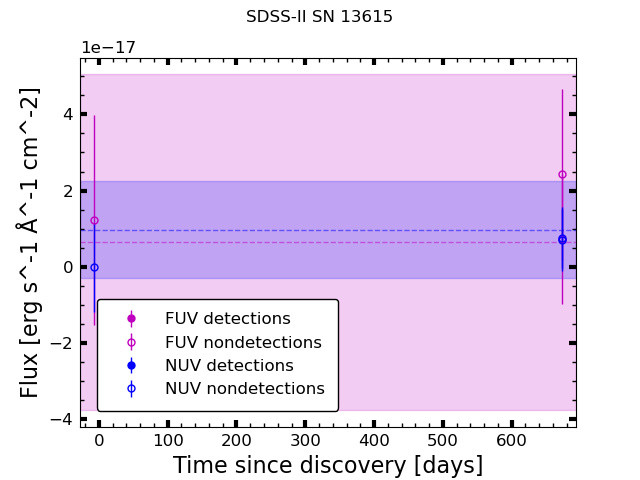 SDSS-II SN 13615
1e−17
Flux [erg s^-1 Å^-1 cm^-2]
4
2
0
−2
−4
FUV detections
FUV nondetections
NUV detections
NUV nondetections
0 100 200 300 400 500 600
Time since discovery [days]